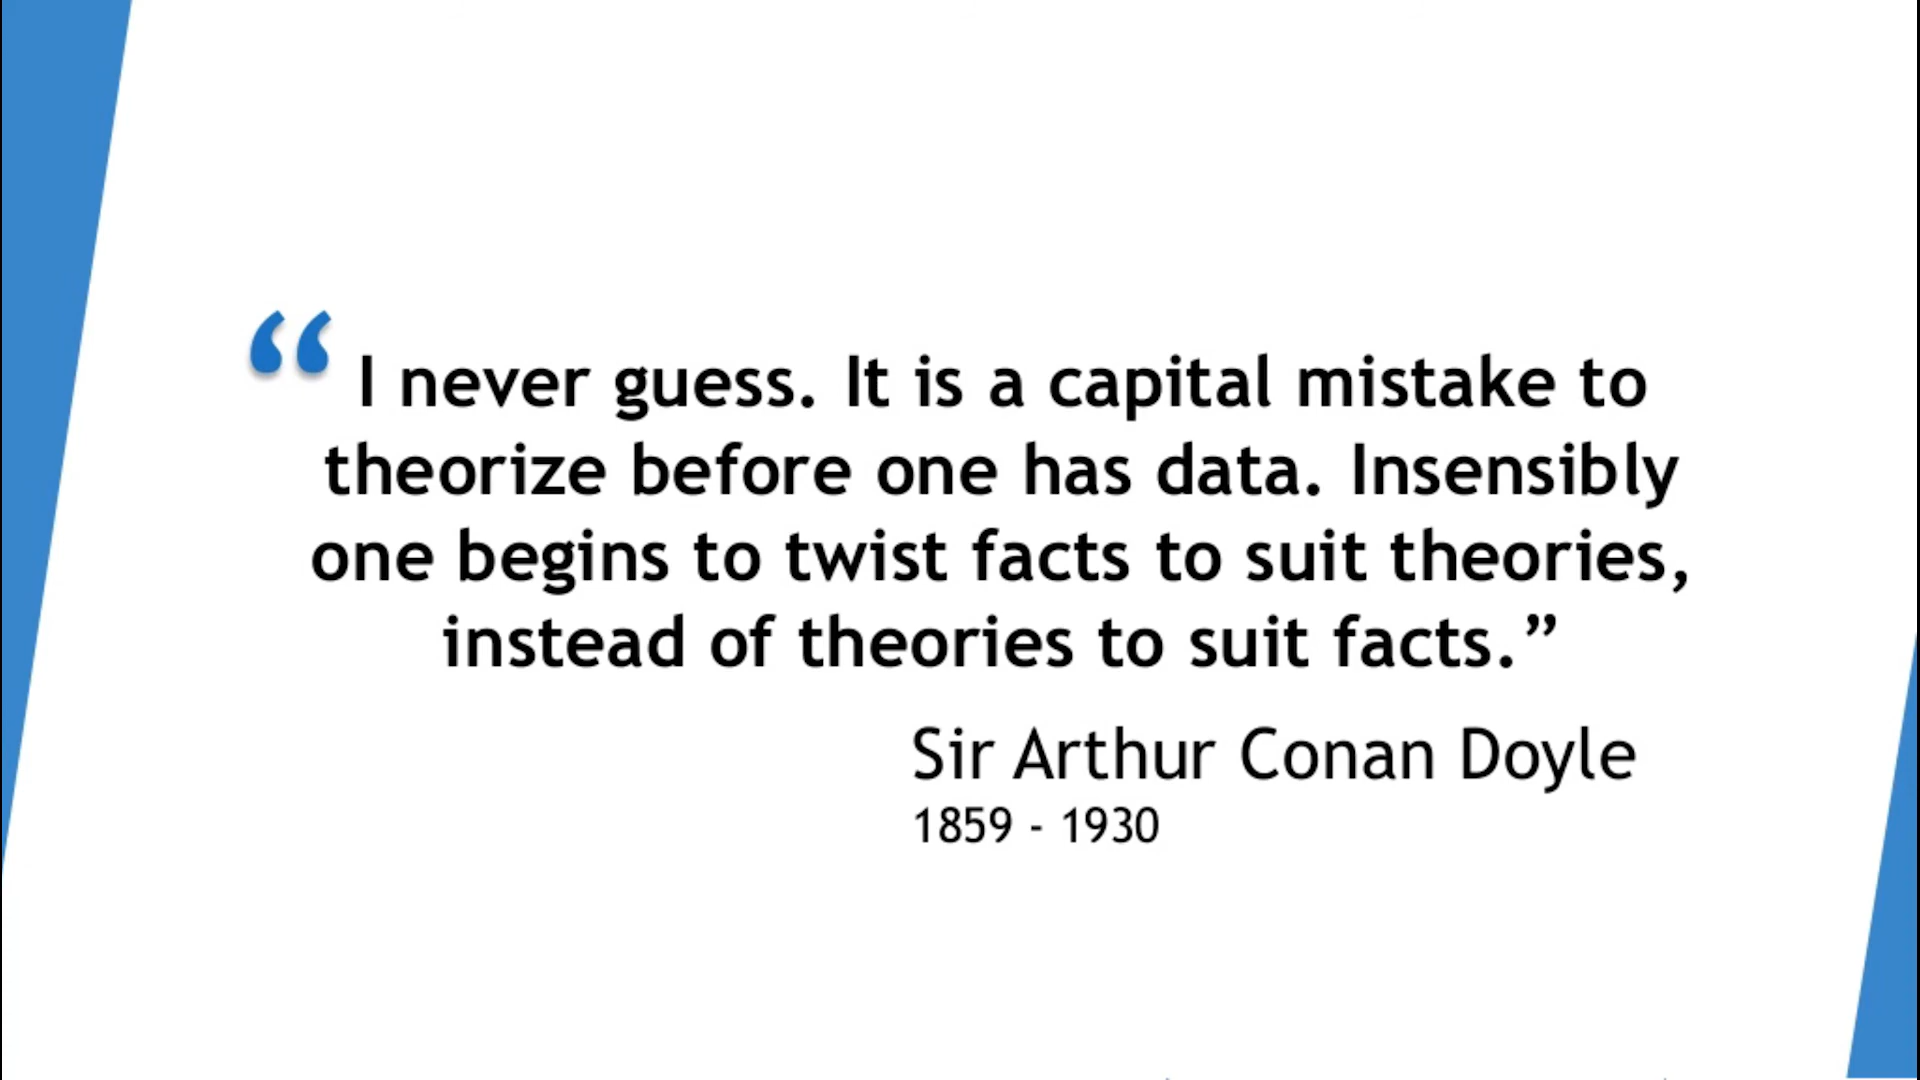 “I never guess. It is a capital mistake to
theorize before one has data. Insensibly
one begins to twist facts to suit theories,
instead of theories to suit facts.”
Sir Arthur Conan Doyle
1859 - 1930